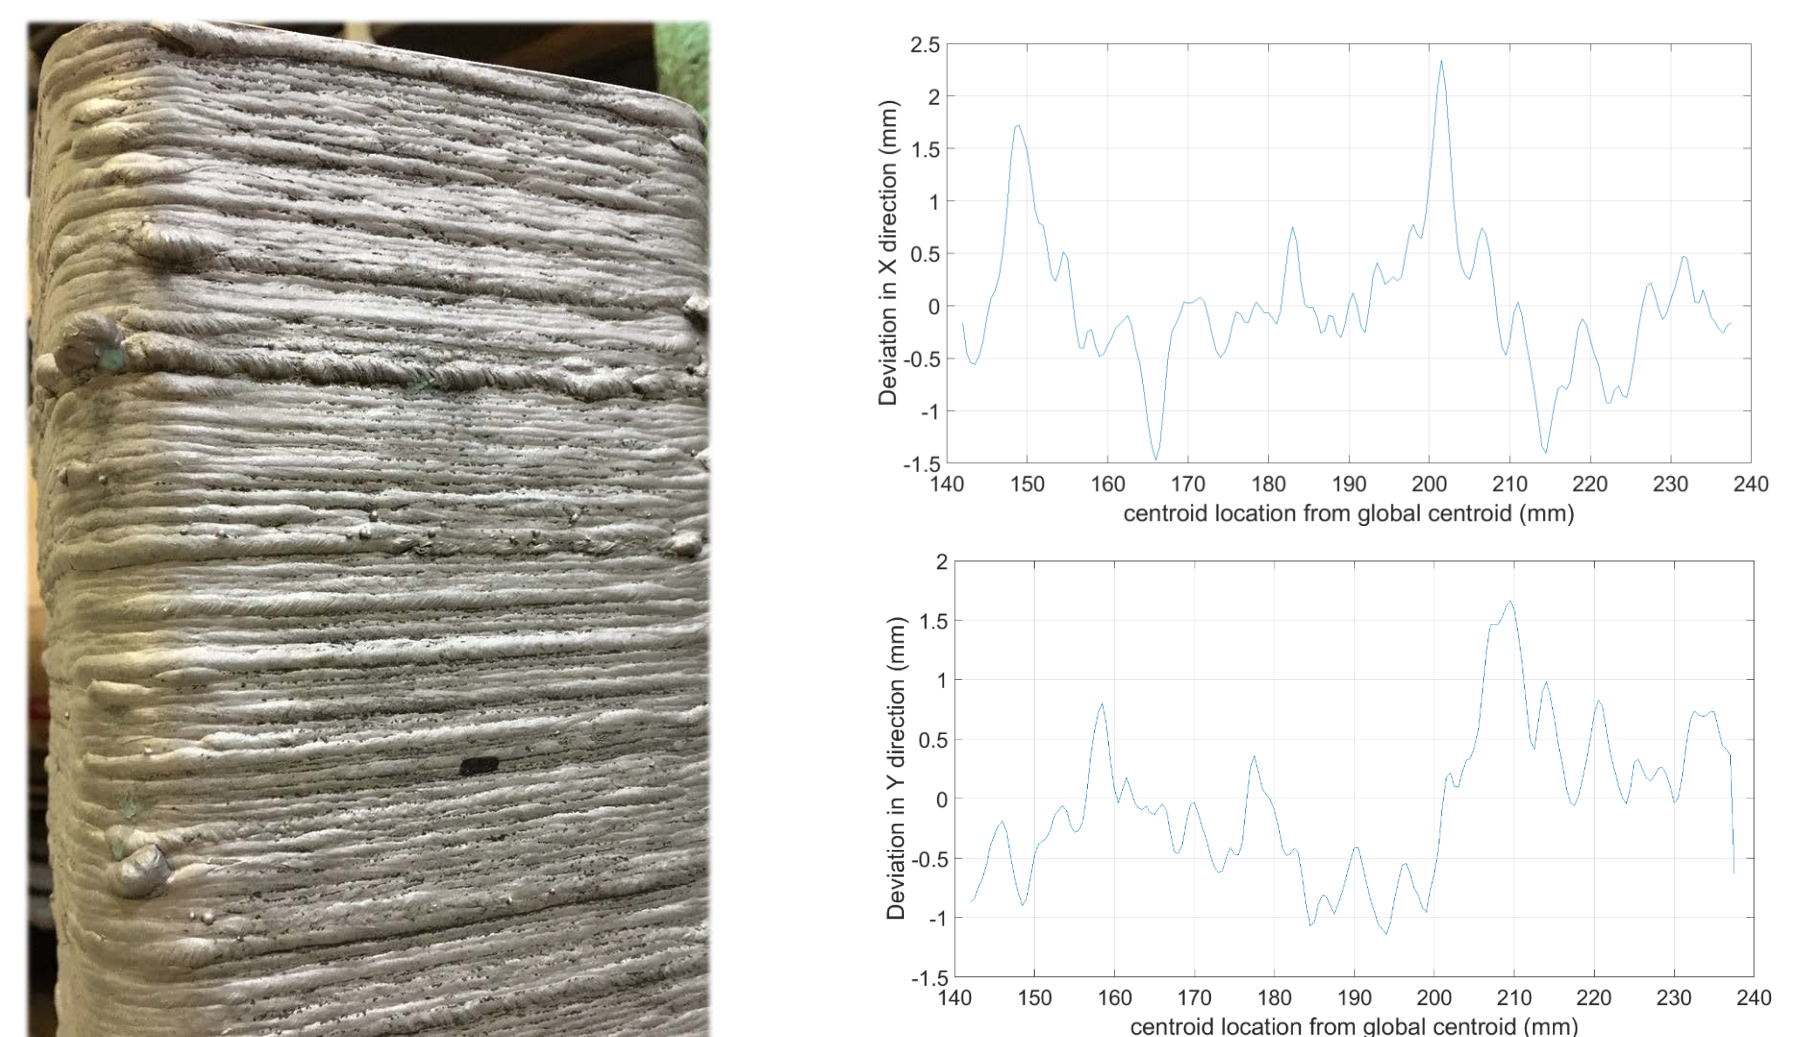 2.5
2
1.5
1
0.5
0
-0.5
-1
-1.5
140 150 160 170 180 190 200 210 220 230 240
Deviation in X direction (mm)
centroid location from global centroid (mm)
2
1.5
1
0.5
0
-0.5
-1
-1.5
140 150 160 170 180 190 200 210 220 230 240
Deviation in Y direction (mm)
centroid location from global centroid (mm)